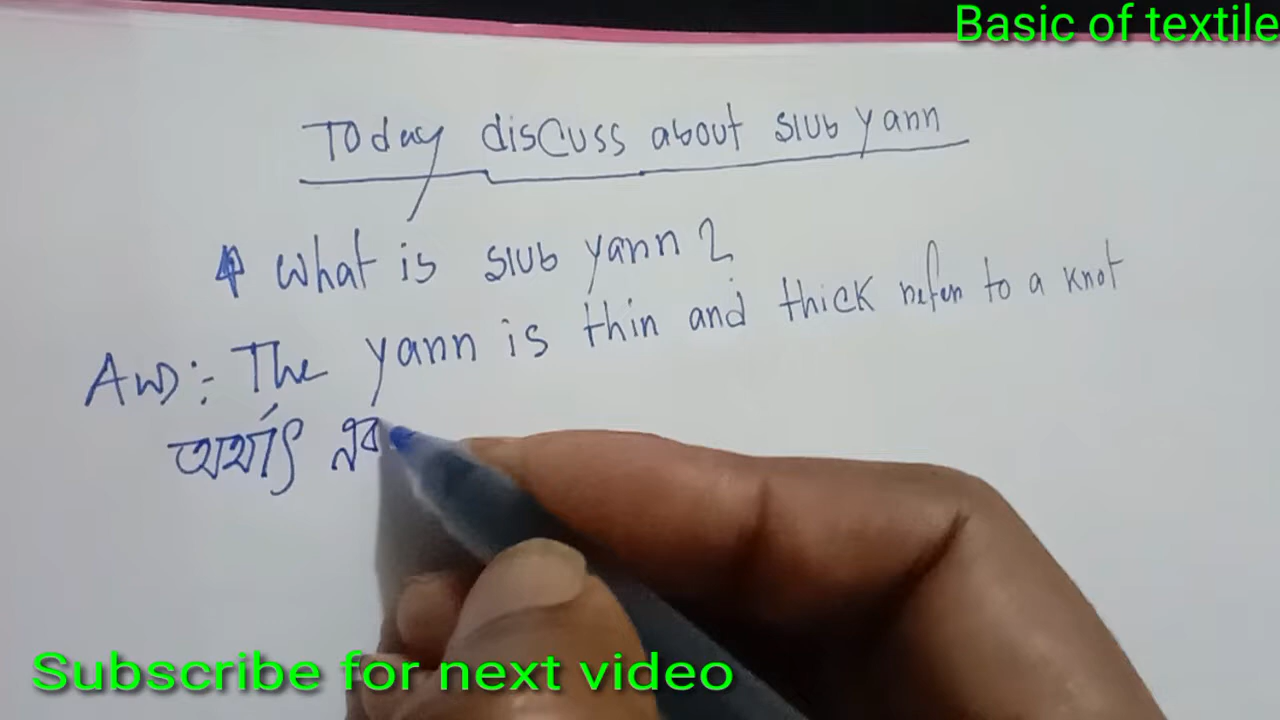 Basic of textile
Today discuss about slub yarn
What is slub yarn ?
Ans :- The yarn is thin and thick refer to a knot
অর্থাৎ এক
Subscribe for next video